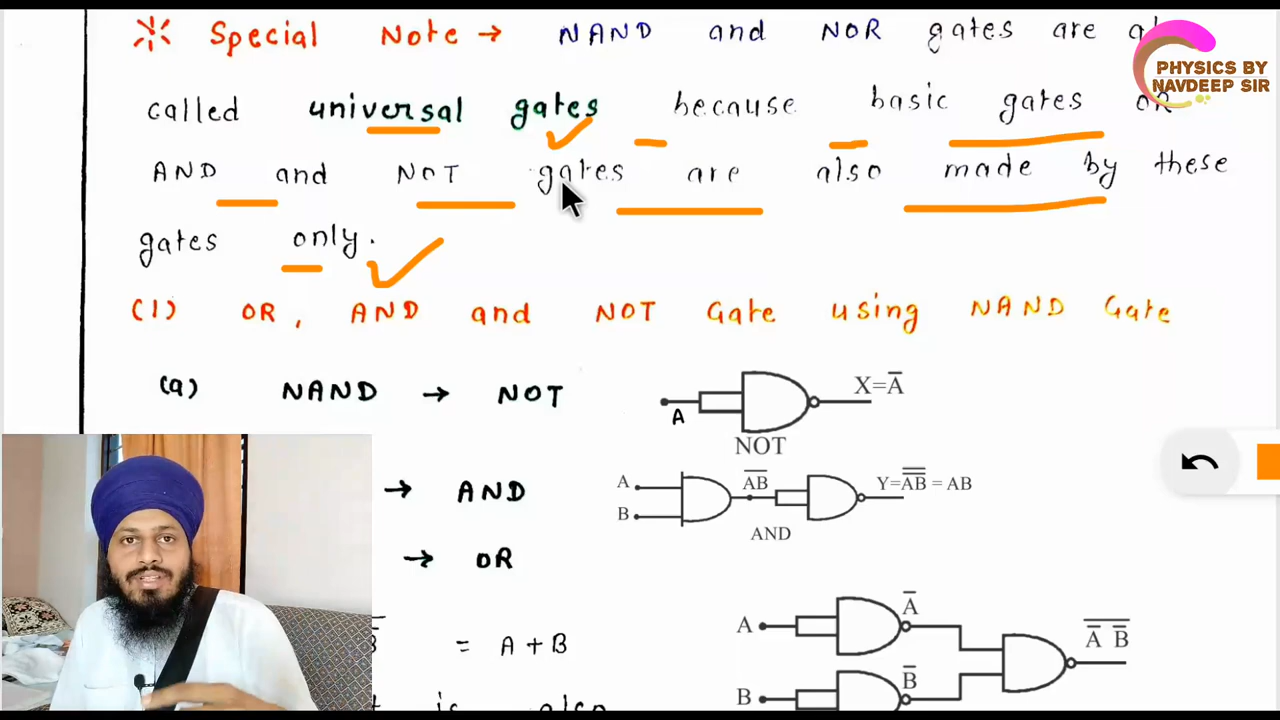 Special Note → NAND and NOR gates are al
PHYSICS BY
NAVDEEP SIR
called universal gates because basic gates OR
AND and NOT gates are also made by these
gates only.
(1) OR, AND and NOT Gate using NAND Gate
(a) NAND → NOT
A
X=A̅
NOT
→ AND
A
B
A̅B̅
Y=A̿B̿ = AB
AND
→ OR
= A+B
A
A̅
B
B̅
A̅ B̅
is also